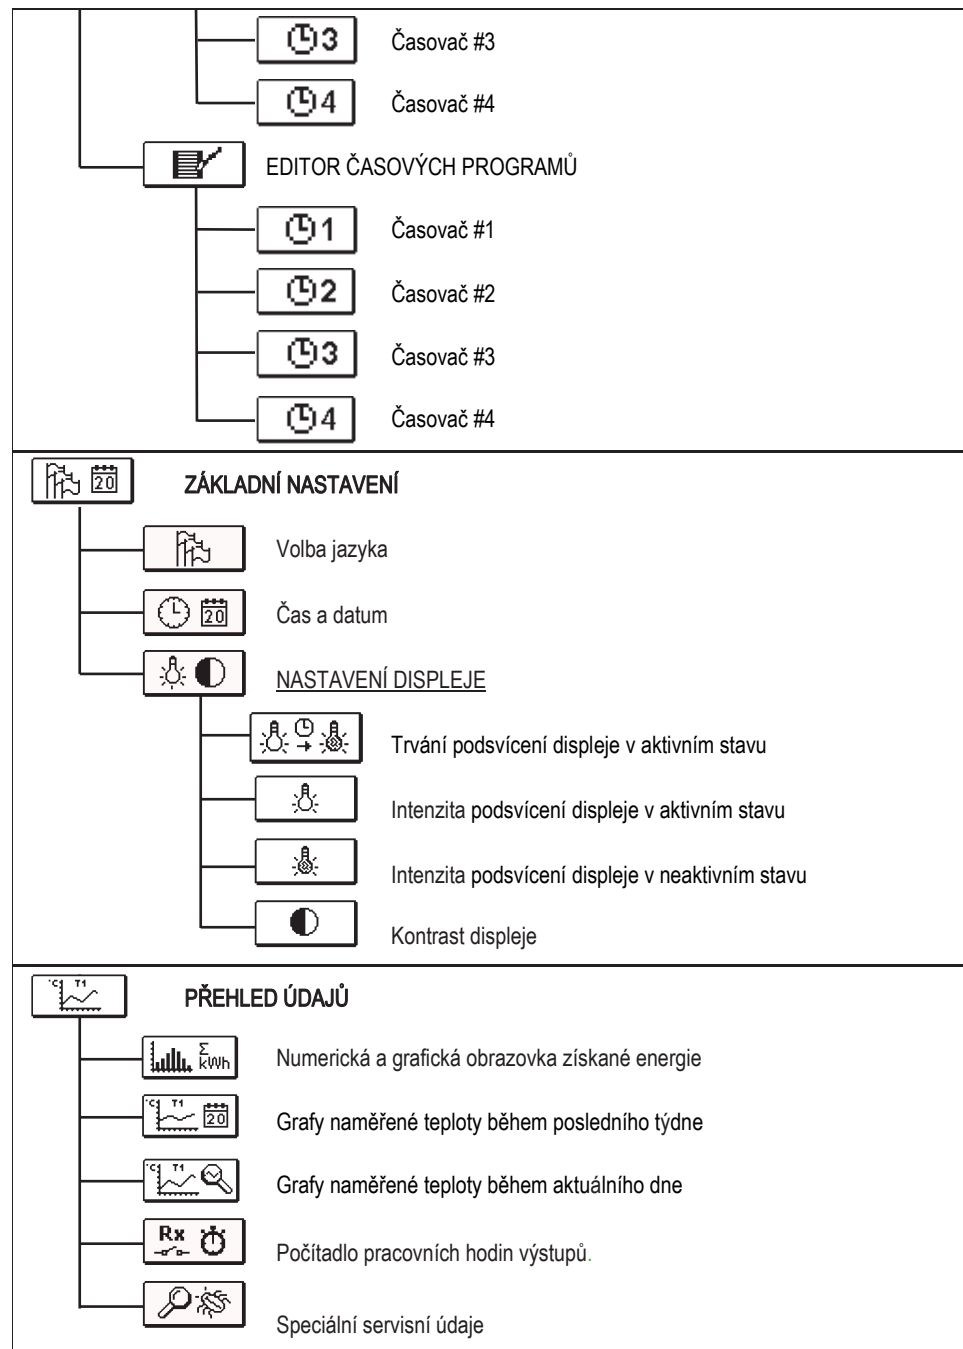 3 Časovač #3
4 Časovač #4
EDITOR ČASOVÝCH PROGRAMŮ
1 Časovač #1
2 Časovač #2
3 Časovač #3
4 Časovač #4
20 ZÁKLADNÍ NASTAVENÍ
Volba jazyka
20 Čas a datum
NASTAVENÍ DISPLEJE
Trvání podsvícení displeje v aktivním stavu
Intenzita podsvícení displeje v aktivním stavu
Intenzita podsvícení displeje v neaktivním stavu
Kontrast displeje
°C T1 PŘEHLED ÚDAJŮ
Σ kWh Numerická a grafická obrazovka získané energie
°C T1 20 Grafy naměřené teploty během posledního týdne
°C T1 Grafy naměřené teploty během aktuálního dne
Rx Počítadlo pracovních hodin výstupů.
Speciální servisní údaje